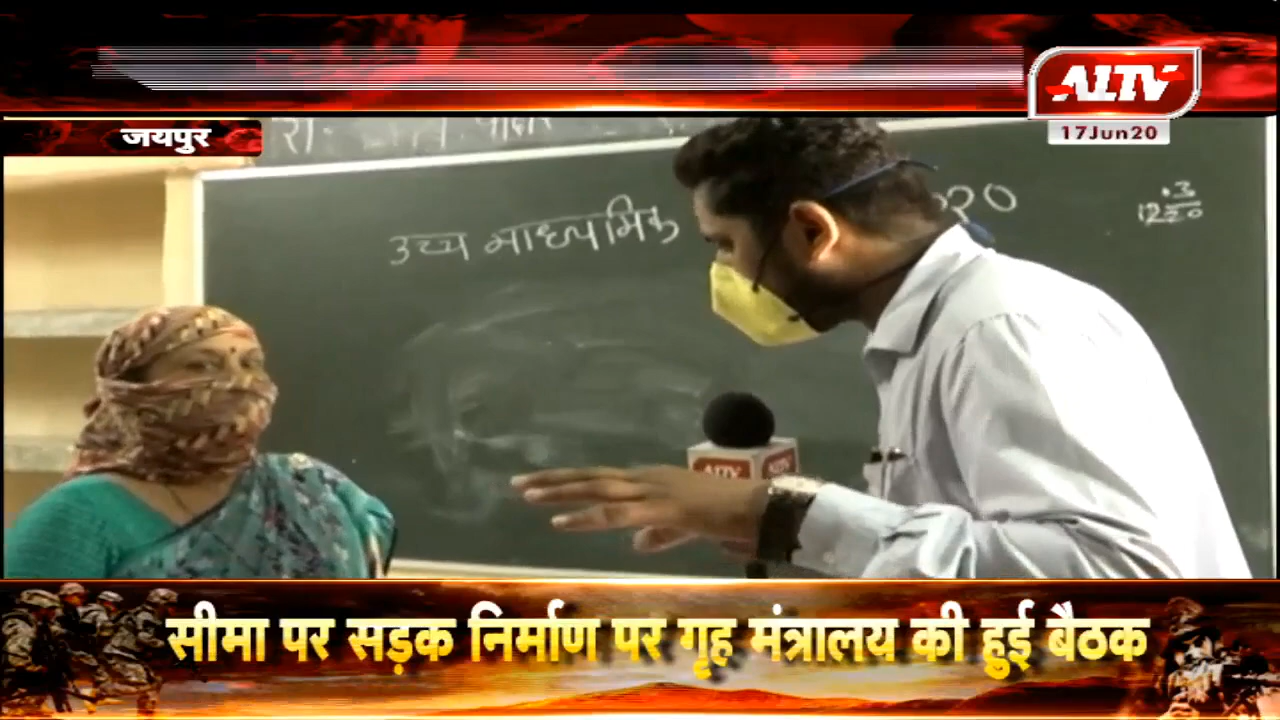 ALTV
17Jun20
जयपुर
उच्च माध्यमिक
ALTV
सीमा पर सड़क निर्माण पर गृह मंत्रालय की हुई बैठक